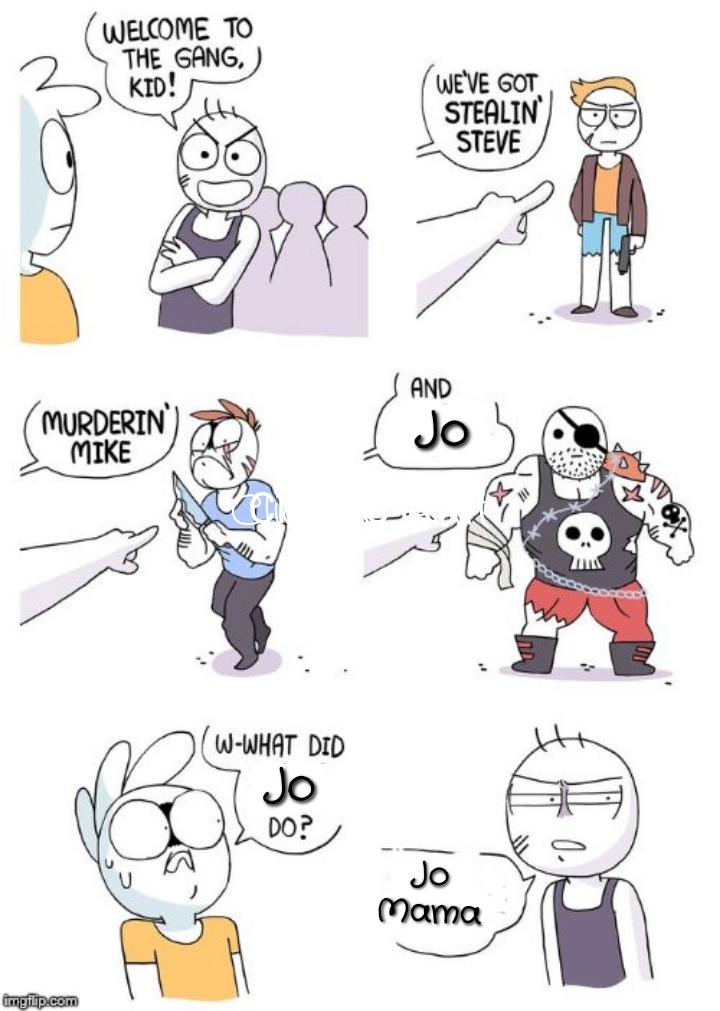 WELCOME TO
THE GANG,
KID!
WE'VE GOT
STEALIN'
STEVE
MURDERIN'
MIKE
AND
Jo
W-WHAT DID
Jo
DO?
Jo
Mama
imgflip.com